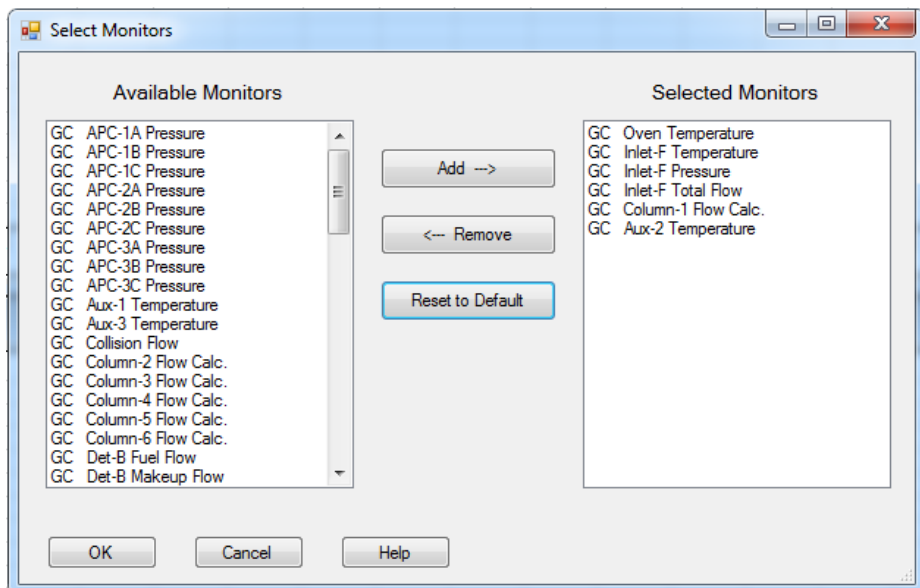 Select Monitors
Available Monitors
GC APC-1A Pressure
GC APC-1B Pressure
GC APC-1C Pressure
GC APC-2A Pressure
GC APC-2B Pressure
GC APC-2C Pressure
GC APC-3A Pressure
GC APC-3B Pressure
GC APC-3C Pressure
GC Aux-1 Temperature
GC Aux-3 Temperature
GC Collision Flow
GC Column-2 Flow Calc.
GC Column-3 Flow Calc.
GC Column-4 Flow Calc.
GC Column-5 Flow Calc.
GC Column-6 Flow Calc.
GC Det-B Fuel Flow
GC Det-B Makeup Flow
Add --->
<--- Remove
Reset to Default
Selected Monitors
GC Oven Temperature
GC Inlet-F Temperature
GC Inlet-F Pressure
GC Inlet-F Total Flow
GC Column-1 Flow Calc.
GC Aux-2 Temperature
OK Cancel Help